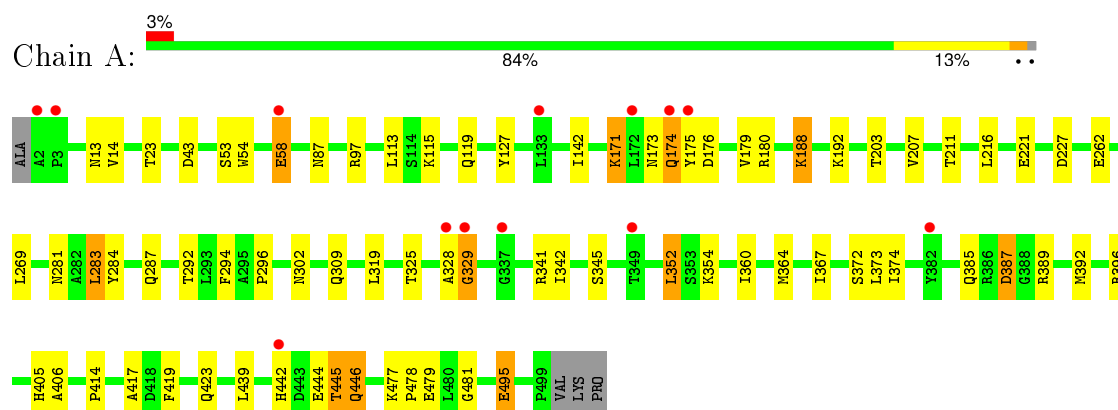 3%
Chain A:
84% 13% • •
ALA A2 P3 N13 V14 T23 D43 S53 W54 E58 N87 R97 L113 S114 K115 Q119 Y127 L133 I142 K171 L172 N173 Q174 Y175 D176 V179 R180 K188 K192 T203 V207 T211 L216 E221 D227 E262
L269 N281 A282 L283 Y284 Q287 T292 L293 F294 A295 P296 N302 Q309 L319 T325 A328 G329 G337 R341 I342 S345 T349 L352 S353 K354 I360 M364 I367 S372 L373 I374 Y382 Q385 R386 D387 G388 R389 M392
H405 A406 P414 A417 D418 F419 Q423 L439 H442 D443 E444 T445 Q446 K477 P478 E479 L480 G481 E495 P499 VAL LYS PRO